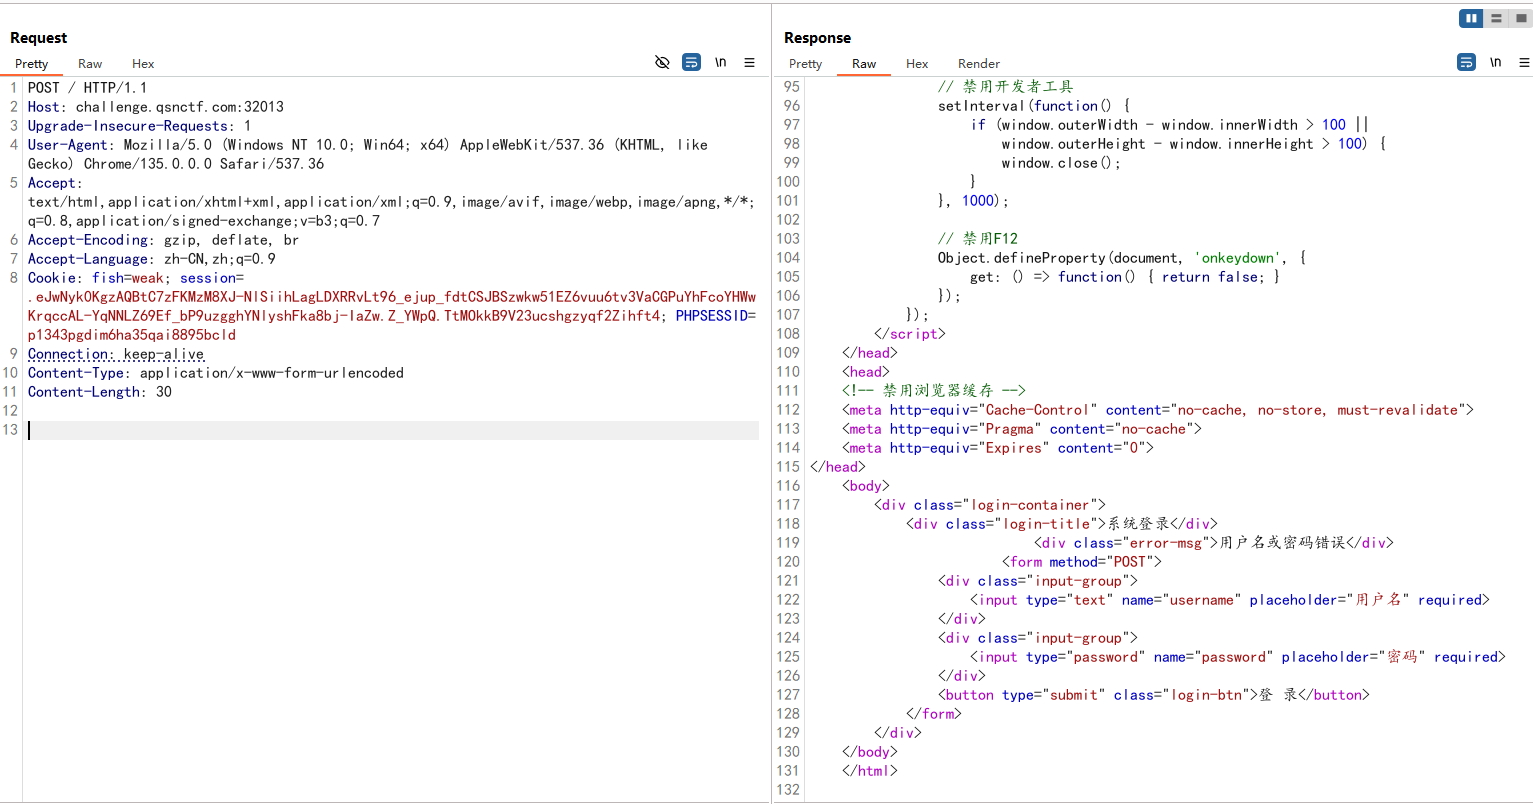 Request
Pretty Raw Hex
\n
1 POST / HTTP/1.1
2 Host: challenge.qsnctf.com:32013
3 Upgrade-Insecure-Requests: 1
4 User-Agent: Mozilla/5.0 (Windows NT 10.0; Win64; x64) AppleWebKit/537.36 (KHTML, like
Gecko) Chrome/135.0.0.0 Safari/537.36
5 Accept:
text/html,application/xhtml+xml,application/xml;q=0.9,image/avif,image/webp,image/apng,*/*;
q=0.8,application/signed-exchange;v=b3;q=0.7
6 Accept-Encoding: gzip, deflate, br
7 Accept-Language: zh-CN,zh;q=0.9
8 Cookie: fish=weak; session=
.eJwNykOKgzAQBtC7zFKMzM8XJ-NlSiihLagLDXRRvLt96_ejup_fdtCSJBSzwkw51EZ6vuu6tv3VaCGPuYhFcoYHWw
KrqccAL-YqNNLZ69Ef_bP9uzgghYNlyshFka8bj-IaZw.Z_YWpQ.TtMOkkB9V23ucshgzyqf2Zihft4; PHPSESSID=
p1343pgdim6ha35qai8895bcld
9 Connection: keep-alive
10 Content-Type: application/x-www-form-urlencoded
11 Content-Length: 30
12
13
Response
Pretty Raw Hex Render
\n
95 // 禁用开发者工具
96 setInterval(function() {
97 if (window.outerWidth - window.innerWidth > 100 ||
98 window.outerHeight - window.innerHeight > 100) {
99 window.close();
100 }
101 }, 1000);
102
103 // 禁用F12
104 Object.defineProperty(document, 'onkeydown', {
105 get: () => function() { return false; }
106 });
107 });
108 </script>
109 </head>
110 <head>
111 <!-- 禁用浏览器缓存 -->
112 <meta http-equiv="Cache-Control" content="no-cache, no-store, must-revalidate">
113 <meta http-equiv="Pragma" content="no-cache">
114 <meta http-equiv="Expires" content="0">
115 </head>
116 <body>
117 <div class="login-container">
118 <div class="login-title">系统登录</div>
119 <div class="error-msg">用户名或密码错误</div>
120 <form method="POST">
121 <div class="input-group">
122 <input type="text" name="username" placeholder="用户名" required>
123 </div>
124 <div class="input-group">
125 <input type="password" name="password" placeholder="密码" required>
126 </div>
127 <button type="submit" class="login-btn">登 录</button>
128 </form>
129 </div>
130 </body>
131 </html>
132